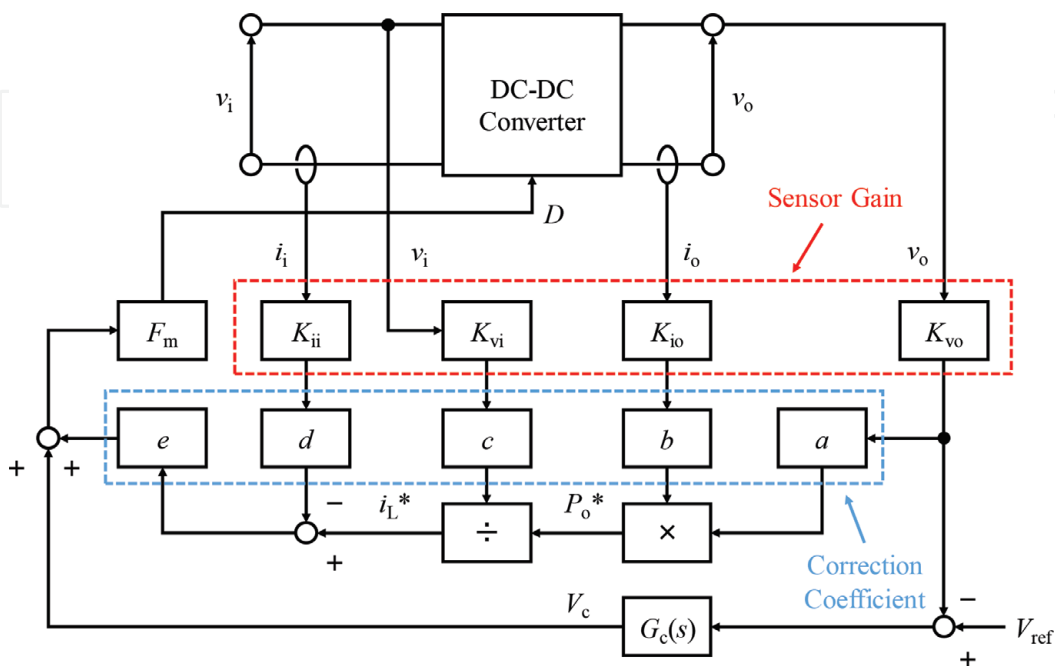 DC-DC
Converter
vi
vo
D
Sensor Gain
ii
vi
io
vo
Fm
Kii
Kvi
Kio
Kvo
e
d
c
b
a
+
+
−
iL*
Po*
÷
×
+
Correction
Coefficient
Vc
Gc(s)
−
Vref
+